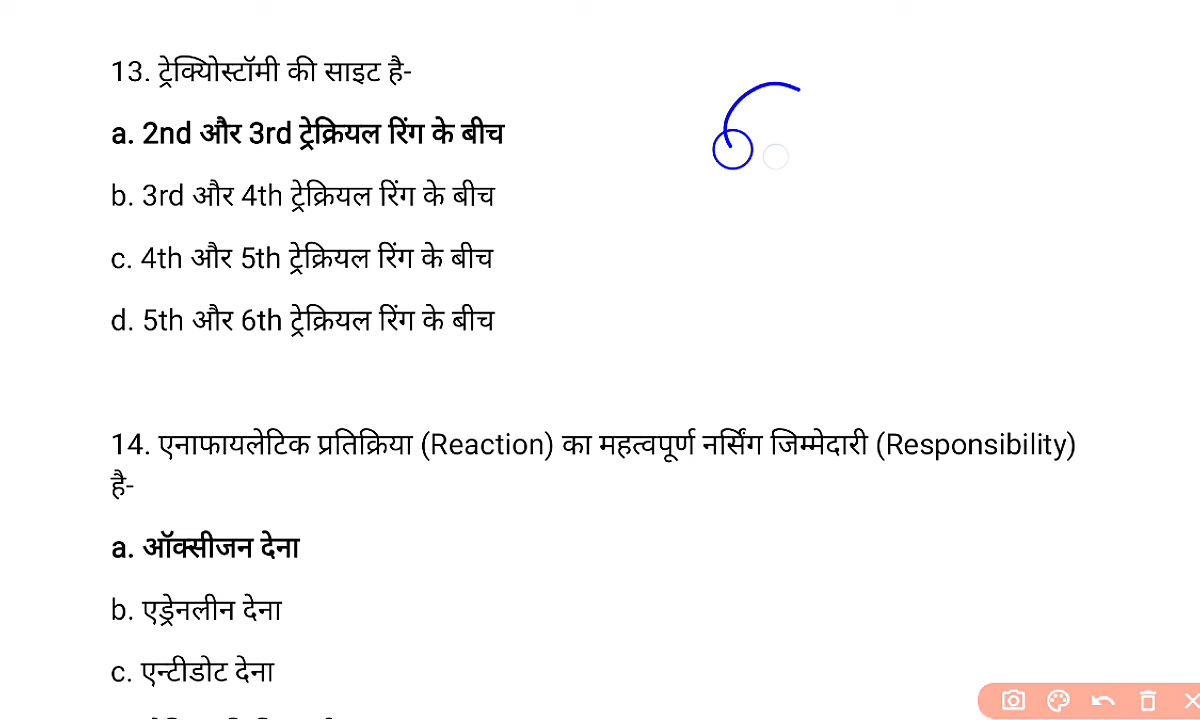 13. ट्रेक्योिस्टॉमी की साइट है-
a. 2nd और 3rd ट्रेक्रियल रिंग के बीच
b. 3rd और 4th ट्रेक्रियल रिंग के बीच
c. 4th और 5th ट्रेक्रियल रिंग के बीच
d. 5th और 6th ट्रेक्रियल रिंग के बीच
14. एनाफायलेटिक प्रतिक्रिया (Reaction) का महत्वपूर्ण नर्सिंग जिम्मेदारी (Responsibility)
है-
a. ऑक्सीजन देना
b. एड्रेनलीन देना
c. एन्टीडोट देना